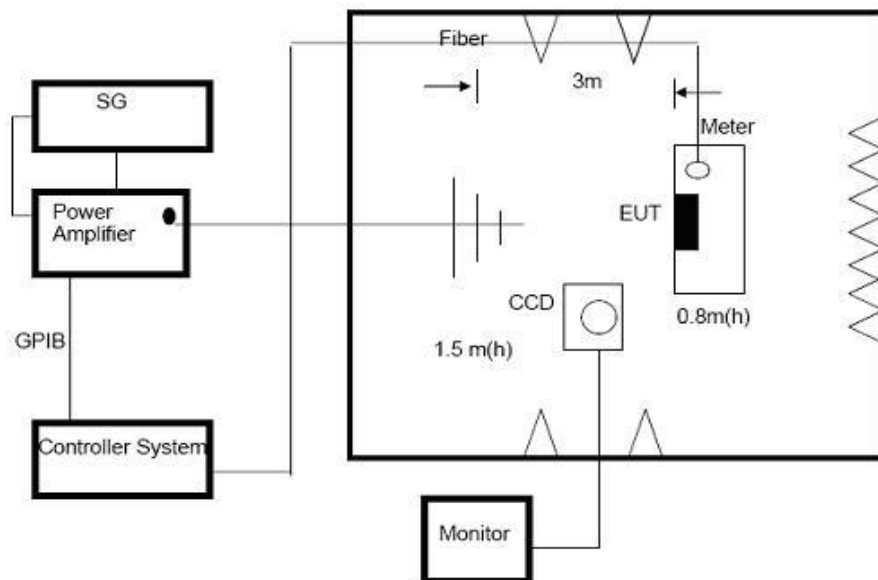 Fiber
3m
SG
Meter
Power
Amplifier
EUT
CCD
0.8m(h)
GPIB
1.5 m(h)
Controller System
Monitor